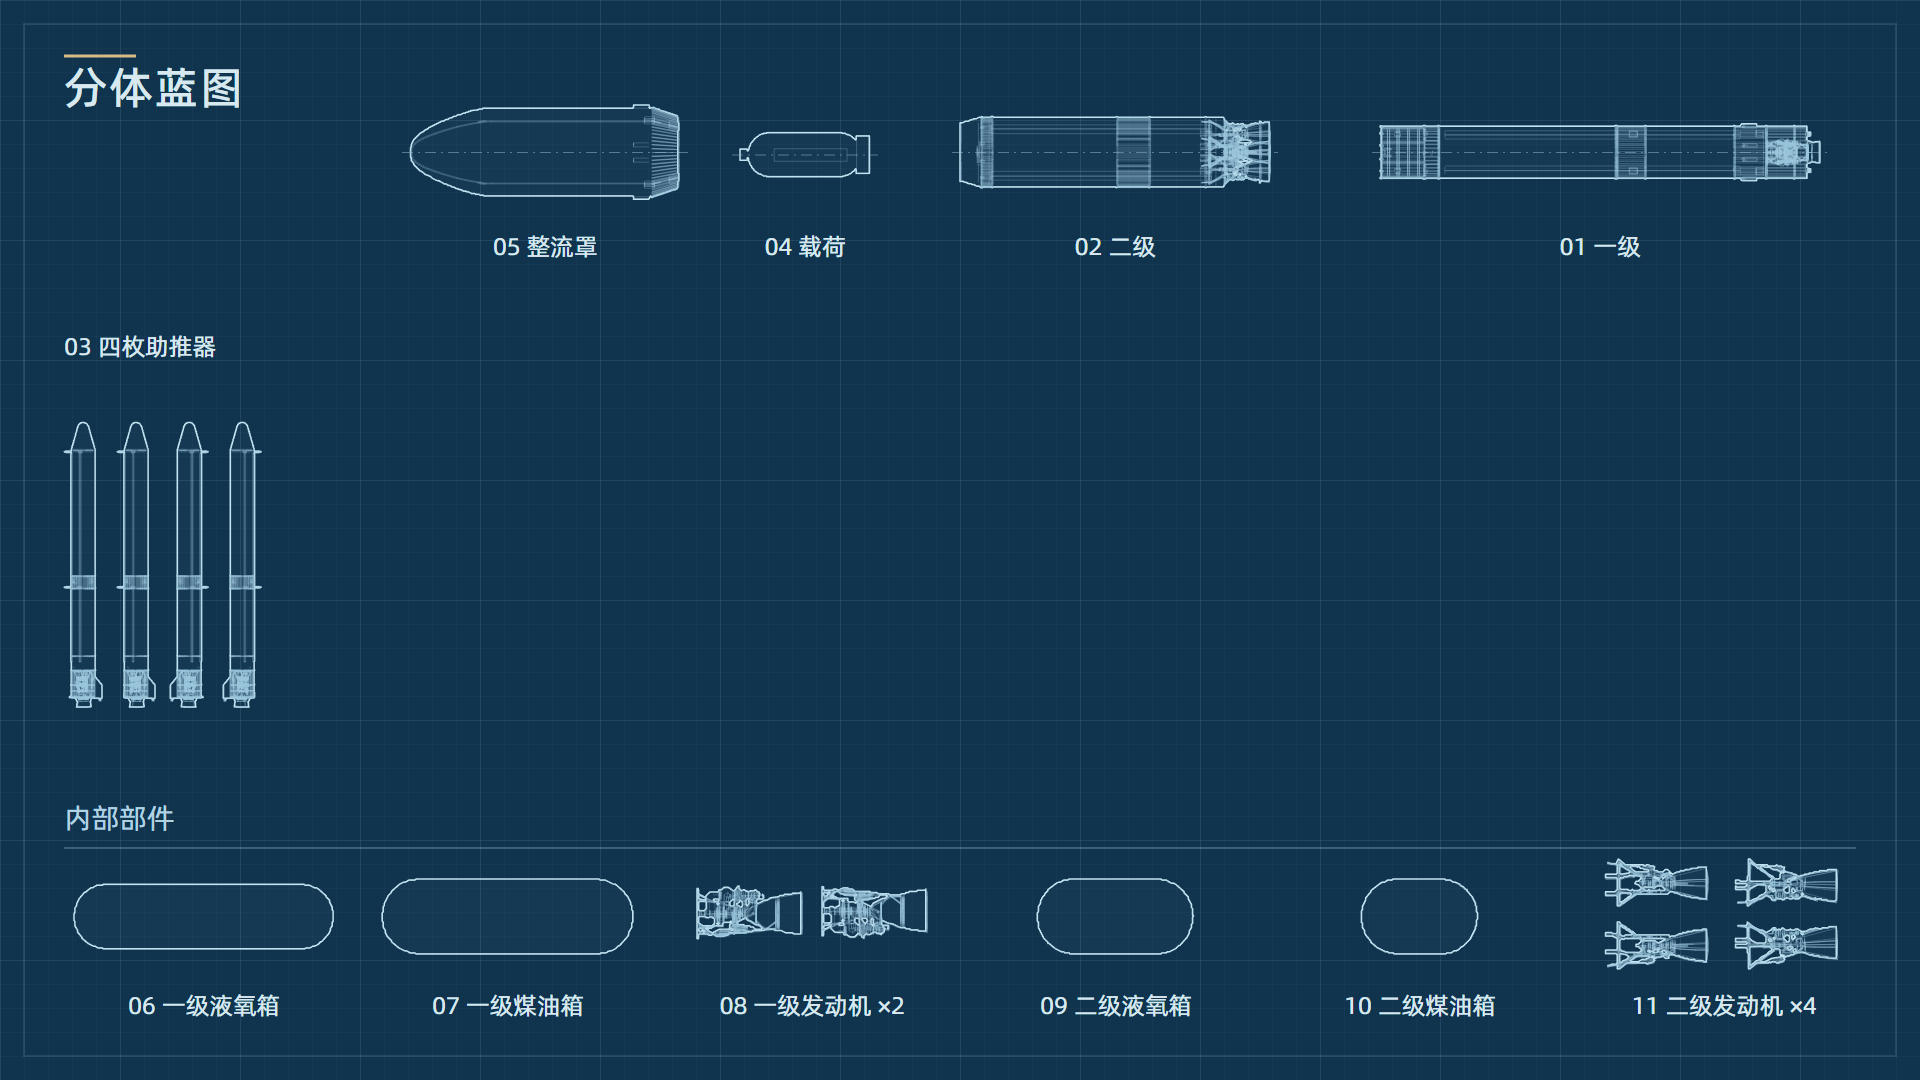 分体蓝图
05 整流罩
04 载荷
02 二级
01 一级
03 四枚助推器
内部部件
06 一级液氧箱
07 一级煤油箱
08 一级发动机 ×2
09 二级液氧箱
10 二级煤油箱
11 二级发动机 ×4